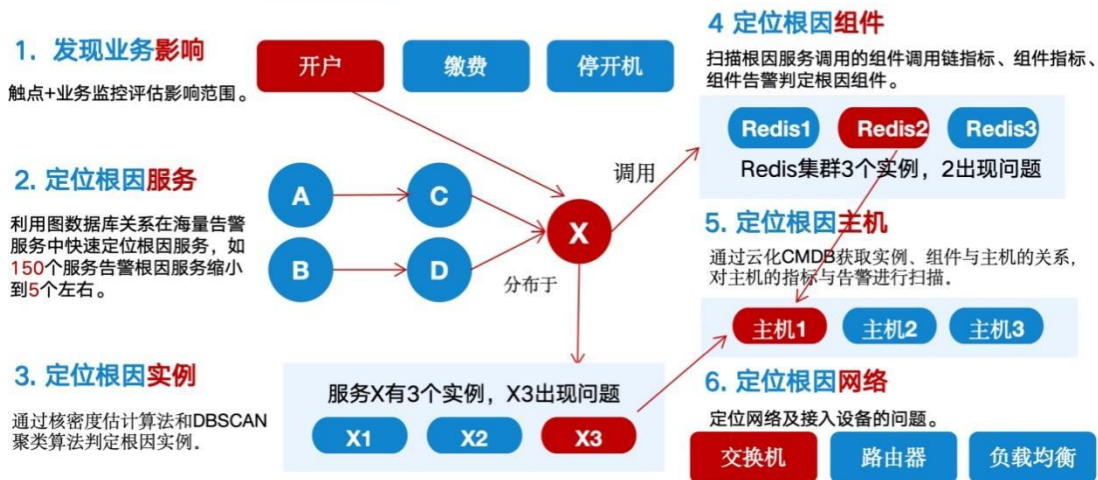 1. 发现业务影响
触点+业务监控评估影响范围。
开户
缴费
停开机
2. 定位根因服务
利用图数据库关系在海量告警
服务中快速定位根因服务，如
150个服务告警根因服务缩小
到5个左右。
A
C
B
D
X
调用
分布于
3. 定位根因实例
通过核密度估计算法和DBSCAN
聚类算法判定根因实例.
服务X有3个实例，X3出现问题
X1
X2
X3
4 定位根因组件
扫描根因服务调用的组件调用链指标、组件指标、
组件告警判定根因组件。
Redis1
Redis2
Redis3
Redis集群3个实例，2出现问题
5. 定位根因主机
通过云化CMDB获取实例、组件与主机的关系,
对主机的指标与告警进行扫描。
主机1
主机2
主机3
6. 定位根因网络
定位网络及接入设备的问题。
交换机
路由器
负载均衡